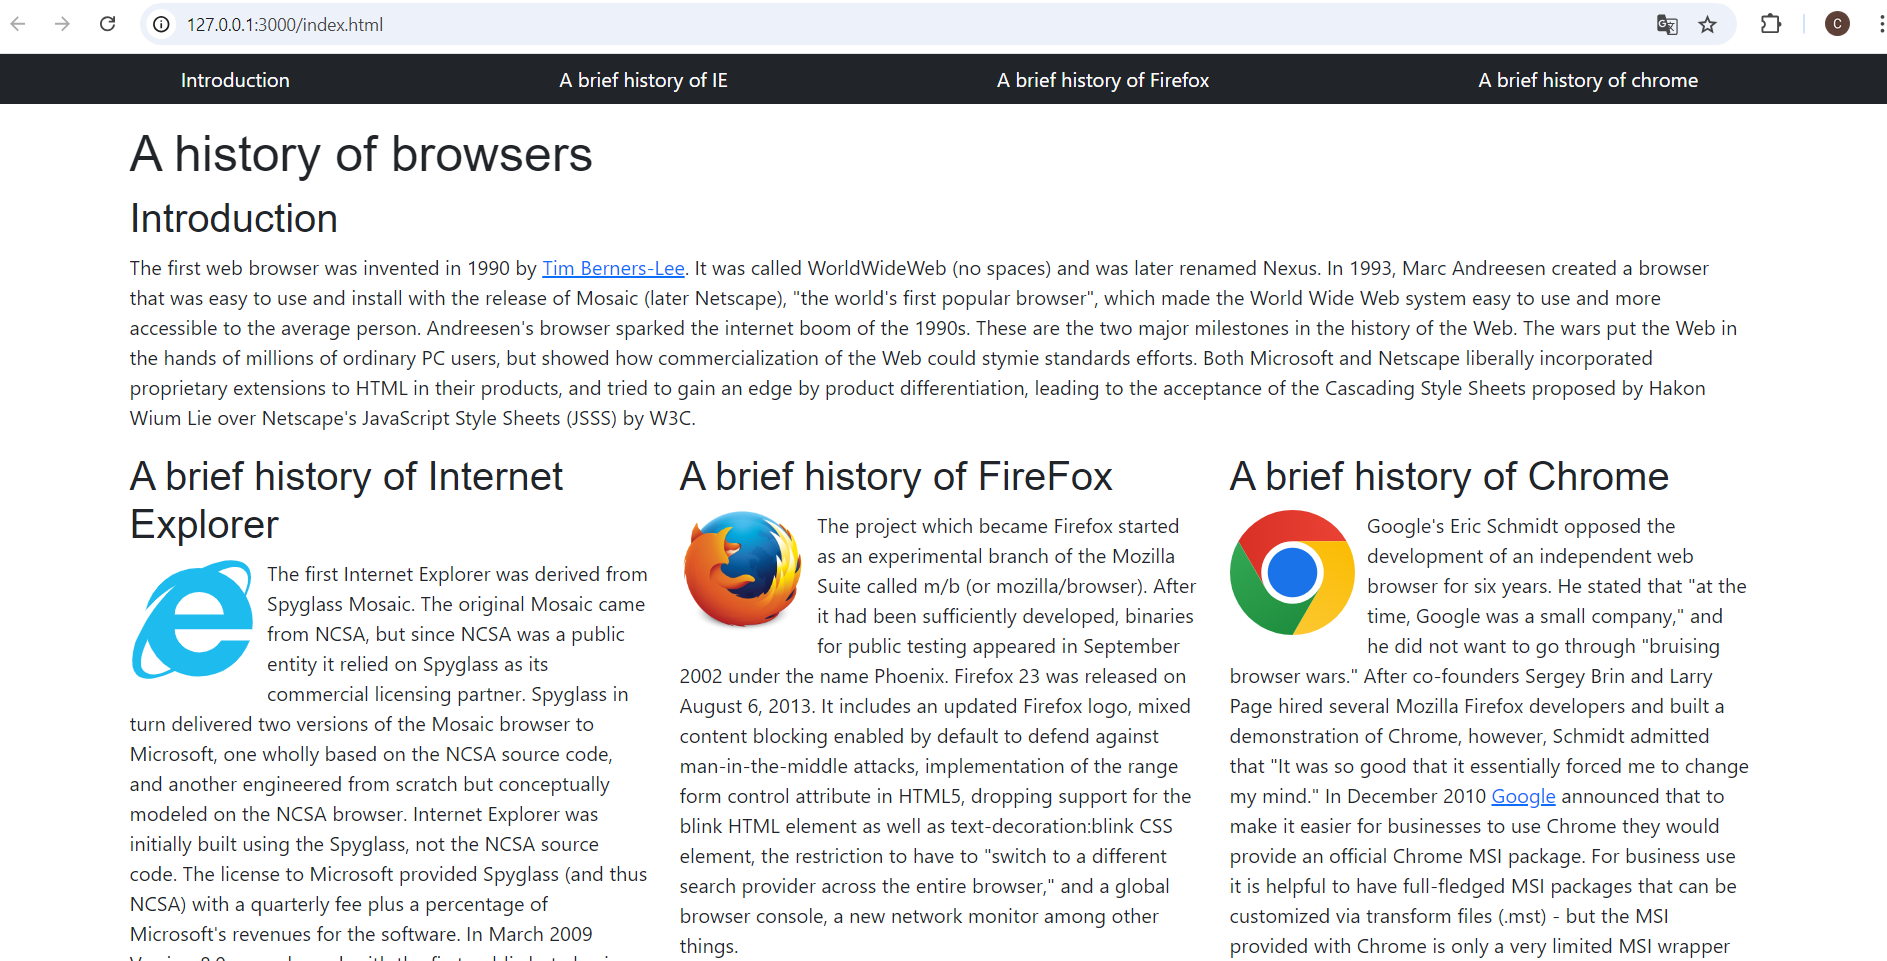 127.0.0.1:3000/index.html
C
Introduction
A brief history of IE
A brief history of Firefox
A brief history of chrome
A history of browsers
Introduction
The first web browser was invented in 1990 by Tim Berners-Lee. It was called WorldWideWeb (no spaces) and was later renamed Nexus. In 1993, Marc Andreesen created a browser
that was easy to use and install with the release of Mosaic (later Netscape), "the world's first popular browser", which made the World Wide Web system easy to use and more
accessible to the average person. Andreesen's browser sparked the internet boom of the 1990s. These are the two major milestones in the history of the Web. The wars put the Web in
the hands of millions of ordinary PC users, but showed how commercialization of the Web could stymie standards efforts. Both Microsoft and Netscape liberally incorporated
proprietary extensions to HTML in their products, and tried to gain an edge by product differentiation, leading to the acceptance of the Cascading Style Sheets proposed by Hakon
Wium Lie over Netscape's JavaScript Style Sheets (JSSS) by W3C.
A brief history of Internet
Explorer
The first Internet Explorer was derived from
Spyglass Mosaic. The original Mosaic came
from NCSA, but since NCSA was a public
entity it relied on Spyglass as its
commercial licensing partner. Spyglass in
turn delivered two versions of the Mosaic browser to
Microsoft, one wholly based on the NCSA source code,
and another engineered from scratch but conceptually
modeled on the NCSA browser. Internet Explorer was
initially built using the Spyglass, not the NCSA source
code. The license to Microsoft provided Spyglass (and thus
NCSA) with a quarterly fee plus a percentage of
Microsoft's revenues for the software. In March 2009
A brief history of FireFox
The project which became Firefox started
as an experimental branch of the Mozilla
Suite called m/b (or mozilla/browser). After
it had been sufficiently developed, binaries
for public testing appeared in September
2002 under the name Phoenix. Firefox 23 was released on
August 6, 2013. It includes an updated Firefox logo, mixed
content blocking enabled by default to defend against
man-in-the-middle attacks, implementation of the range
form control attribute in HTML5, dropping support for the
blink HTML element as well as text-decoration:blink CSS
element, the restriction to have to "switch to a different
search provider across the entire browser," and a global
browser console, a new network monitor among other
things.
A brief history of Chrome
Google's Eric Schmidt opposed the
development of an independent web
browser for six years. He stated that "at the
time, Google was a small company," and
he did not want to go through "bruising
browser wars." After co-founders Sergey Brin and Larry
Page hired several Mozilla Firefox developers and built a
demonstration of Chrome, however, Schmidt admitted
that "It was so good that it essentially forced me to change
my mind." In December 2010 Google announced that to
make it easier for businesses to use Chrome they would
provide an official Chrome MSI package. For business use
it is helpful to have full-fledged MSI packages that can be
customized via transform files (.mst) - but the MSI
provided with Chrome is only a very limited MSI wrapper